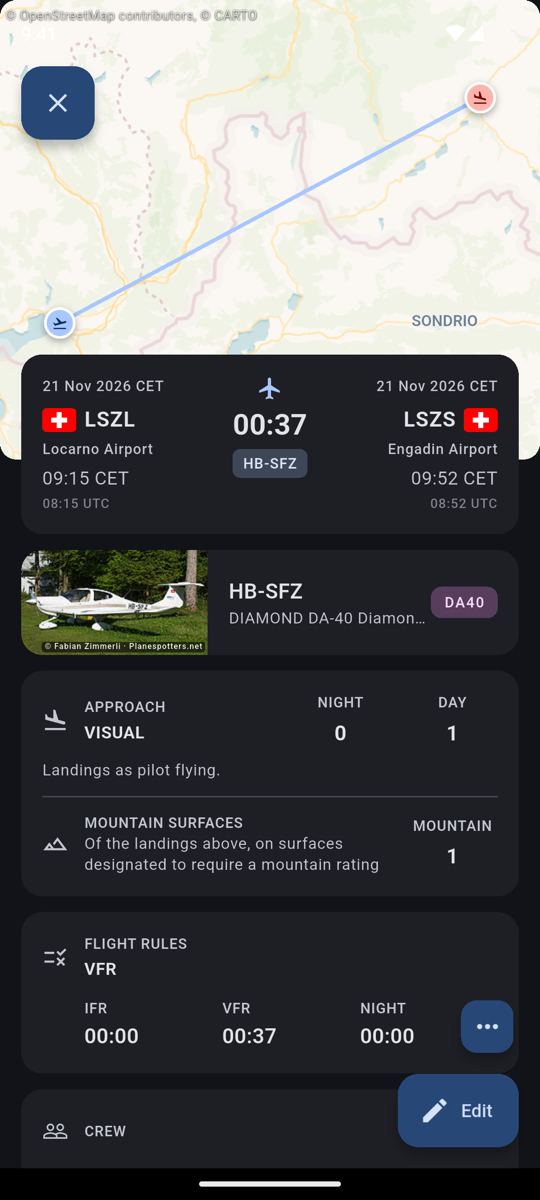 © OpenStreetMap contributors, © CARTO
9:41
SONDRIO
21 Nov 2026 CET
21 Nov 2026 CET
LSZL
00:37
LSZS
Locarno Airport
HB-SFZ
Engadin Airport
09:15 CET
09:52 CET
08:15 UTC
08:52 UTC
HB-SFZ
HB-SFZ
DIAMOND DA-40 Diamon…
DA40
© Fabian Zimmerli · Planespotters.net
APPROACH
NIGHT
DAY
VISUAL
0
1
Landings as pilot flying.
MOUNTAIN SURFACES
MOUNTAIN
Of the landings above, on surfaces
designated to require a mountain rating
1
FLIGHT RULES
VFR
IFR
VFR
NIGHT
00:00
00:37
00:00
Edit
CREW